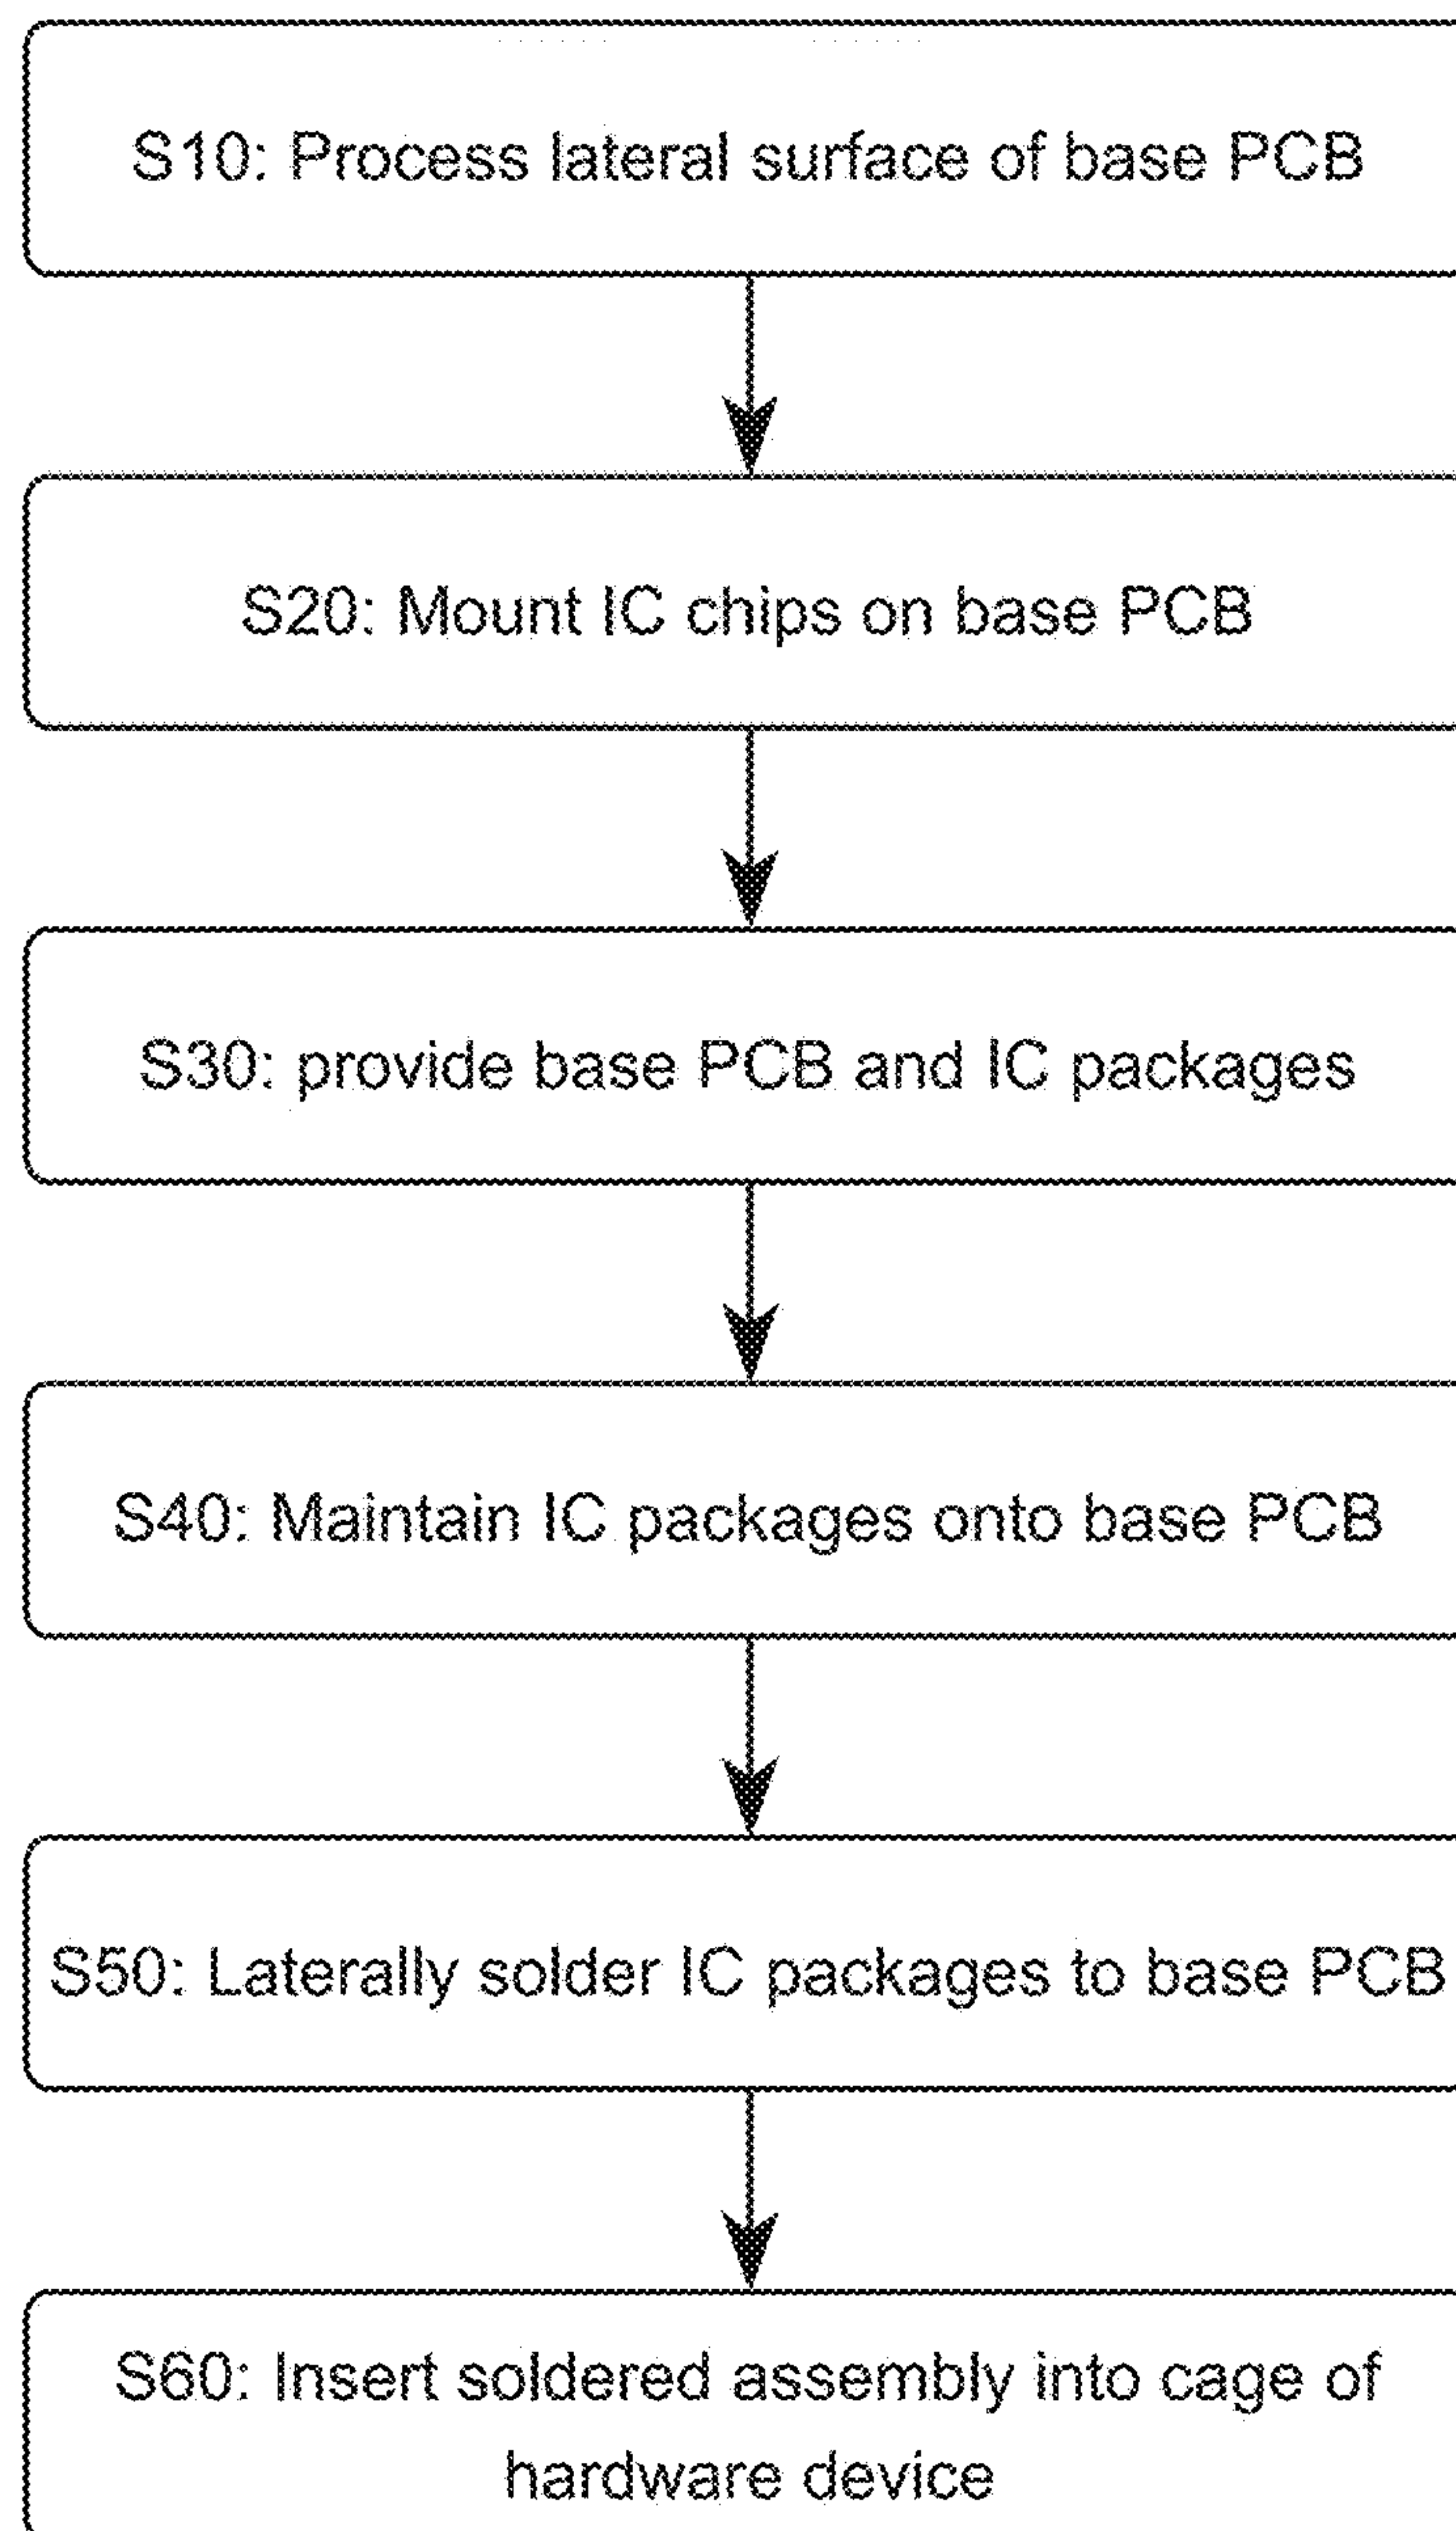 S10: Process lateral surface of base PCB
S20: Mount IC chips on base PCB
S30: provide base PCB and IC packages
S40: Maintain IC packages onto base PCB
S50: Laterally solder IC packages to base PCB
S60: Insert soldered assembly into cage of
hardware device